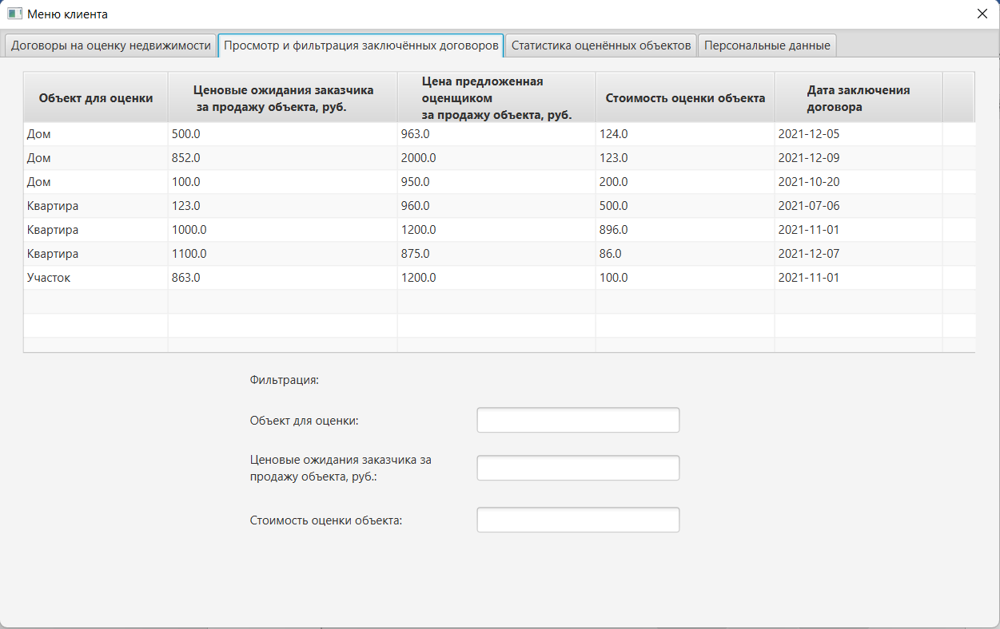 Меню клиента
Договоры на оценку недвижимости Просмотр и фильтрация заключённых договоров Статистика оценённых объектов Персональные данные
Объект для оценки Ценовые ожидания заказчика за продажу объекта, руб. Цена предложенная оценщиком за продажу объекта, руб. Стоимость оценки объекта Дата заключения договора
Дом 500.0 963.0 124.0 2021-12-05
Дом 852.0 2000.0 123.0 2021-12-09
Дом 100.0 950.0 200.0 2021-10-20
Квартира 123.0 960.0 500.0 2021-07-06
Квартира 1000.0 1200.0 896.0 2021-11-01
Квартира 1100.0 875.0 86.0 2021-12-07
Участок 863.0 1200.0 100.0 2021-11-01
Фильтрация:
Объект для оценки:
Ценовые ожидания заказчика за
продажу объекта, руб.:
Стоимость оценки объекта: